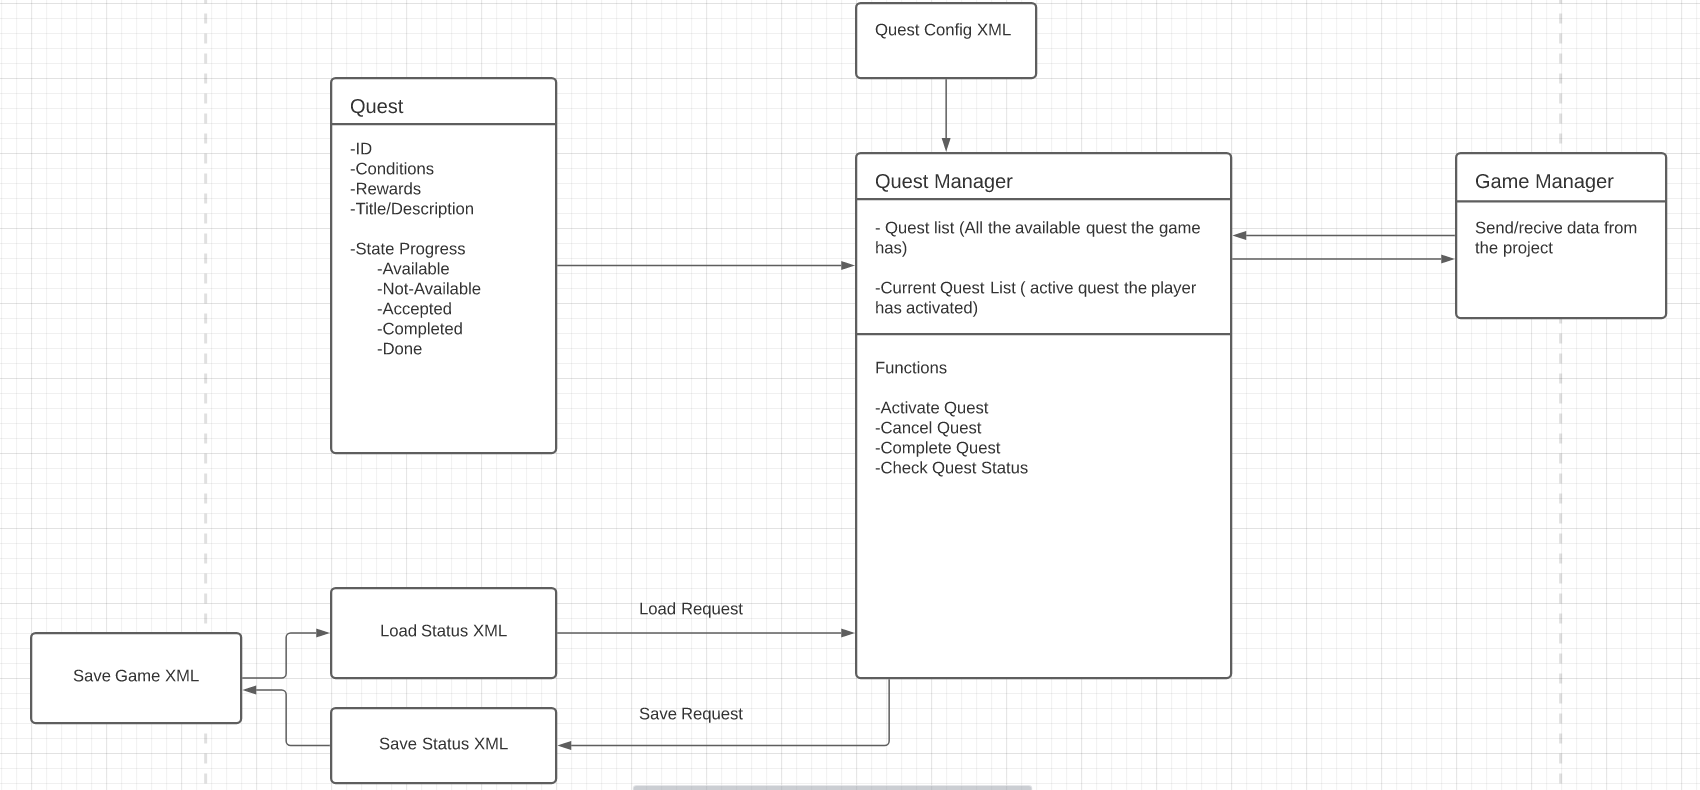 Quest Config XML
Quest
-ID
-Conditions
-Rewards
-Title/Description
-State Progress
-Available
-Not-Available
-Accepted
-Completed
-Done
Quest Manager
- Quest list (All the available quest the game
has)
-Current Quest List ( active quest the player
has activated)
Functions
-Activate Quest
-Cancel Quest
-Complete Quest
-Check Quest Status
Game Manager
Send/recive data from
the project
Load Request
Load Status XML
Save Game XML
Save Request
Save Status XML